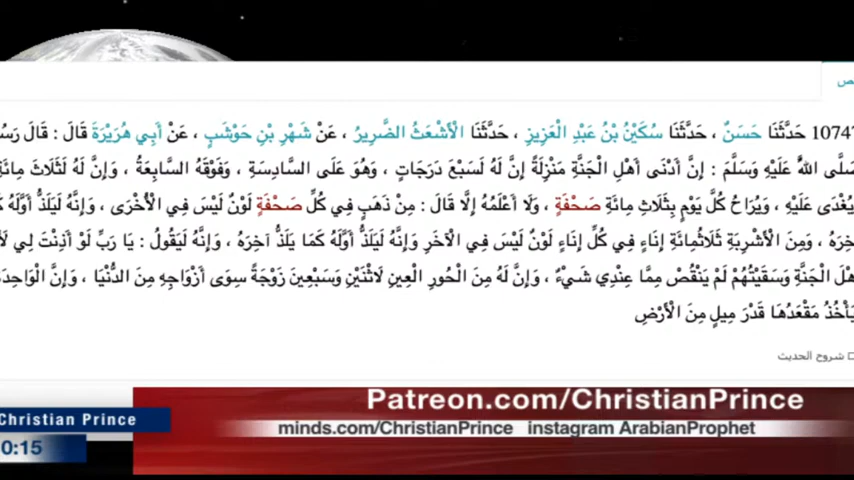 نص
10747 حَدَّثَنَا حَسَنٌ ، حَدَّثَنَا سُكَيْنُ بْنُ عَبْدِ الْعَزِيزِ ، حَدَّثَنَا الْأَشْعَثُ الضَّرِيرُ ، عَنْ شَهْرِ بْنِ حَوْشَبٍ ، عَنْ أَبِي هُرَيْرَةَ قَالَ : قَالَ رَسُ
صَلَّى اللهُ عَلَيْهِ وَسَلَّمَ : إِنَّ أَدْنَى أَهْلِ الْجَنَّةِ مَنْزِلَةً إِنَّ لَهُ لَسَبْعَ دَرَجَاتٍ ، وَهُوَ عَلَى السَّادِسَةِ ، وَفَوْقَهُ السَّابِعَةُ ، وَإِنَّ لَهُ لَثَلَاثَ مِائَةِ
يُغْدَى عَلَيْهِ ، وَيُرَاحُ كُلَّ يَوْمٍ بِثَلَاثِ مِائَةِ صَحْفَةٍ ، وَلَا أَعْلَمُهُ إِلَّا قَالَ : مِنْ ذَهَبٍ فِي كُلِّ صَحْفَةٍ لَوْنٌ لَيْسَ فِي الْأُخْرَى ، وَإِنَّهُ لَيَلَذُّ أَوَّلَهُ كَ
خِرَهُ ، وَمِنَ الْأَشْرِبَةِ ثَلَاثُمِائَةِ إِنَاءٍ فِي كُلِّ إِنَاءٍ لَوْنٌ لَيْسَ فِي الْآخَرِ وَإِنَّهُ لَيَلَذُّ أَوَّلَهُ كَمَا يَلَذُّ آخِرَهُ ، وَإِنَّهُ لَيَقُولُ : يَا رَبِّ لَوْ أَذِنْتَ لِي لَأَ
هْلَ الْجَنَّةِ وَسَقَيْتُهُمْ لَمْ يَنْقُصْ مِمَّا عِنْدِي شَيْءٌ ، وَإِنَّ لَهُ مِنَ الْحُورِ الْعِينِ لَاثْنَيْنِ وَسَبْعِينَ زَوْجَةً سِوَى أَزْوَاجِهِ مِنَ الدُّنْيَا ، وَإِنَّ الْوَاحِدَ
يَأْخُذُ مَقْعَدُهَا قَدْرَ مِيلٍ مِنَ الْأَرْضِ
شروح الحديث
Patreon.com/ChristianPrince
Christian Prince
minds.com/ChristianPrince instagram ArabianProphet
0:15